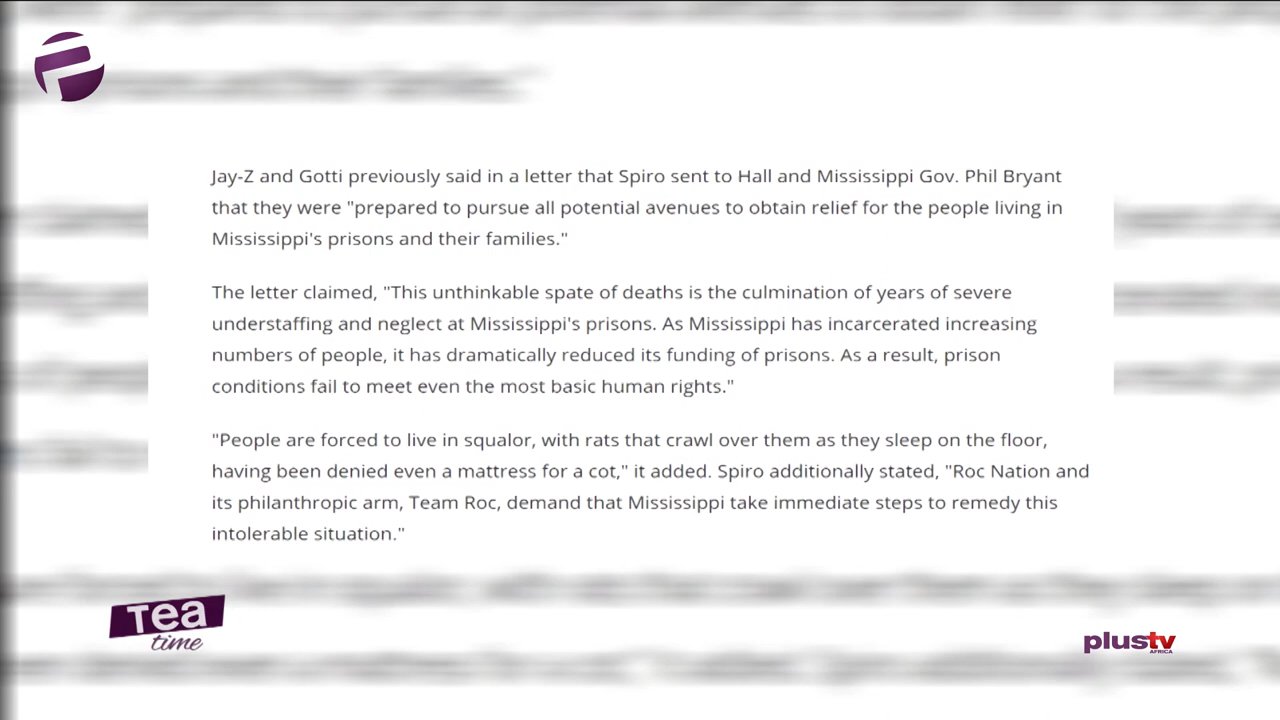 Jay-Z and Gotti previously said in a letter that Spiro sent to Hall and Mississippi Gov. Phil Bryant
that they were "prepared to pursue all potential avenues to obtain relief for the people living in
Mississippi's prisons and their families."
The letter claimed, "This unthinkable spate of deaths is the culmination of years of severe
understaffing and neglect at Mississippi's prisons. As Mississippi has incarcerated increasing
numbers of people, it has dramatically reduced its funding of prisons. As a result, prison
conditions fail to meet even the most basic human rights."
"People are forced to live in squalor, with rats that crawl over them as they sleep on the floor,
having been denied even a mattress for a cot," it added. Spiro additionally stated, "Roc Nation and
its philanthropic arm, Team Roc, demand that Mississippi take immediate steps to remedy this
intolerable situation."
Tea
time
plustv
AFRICA